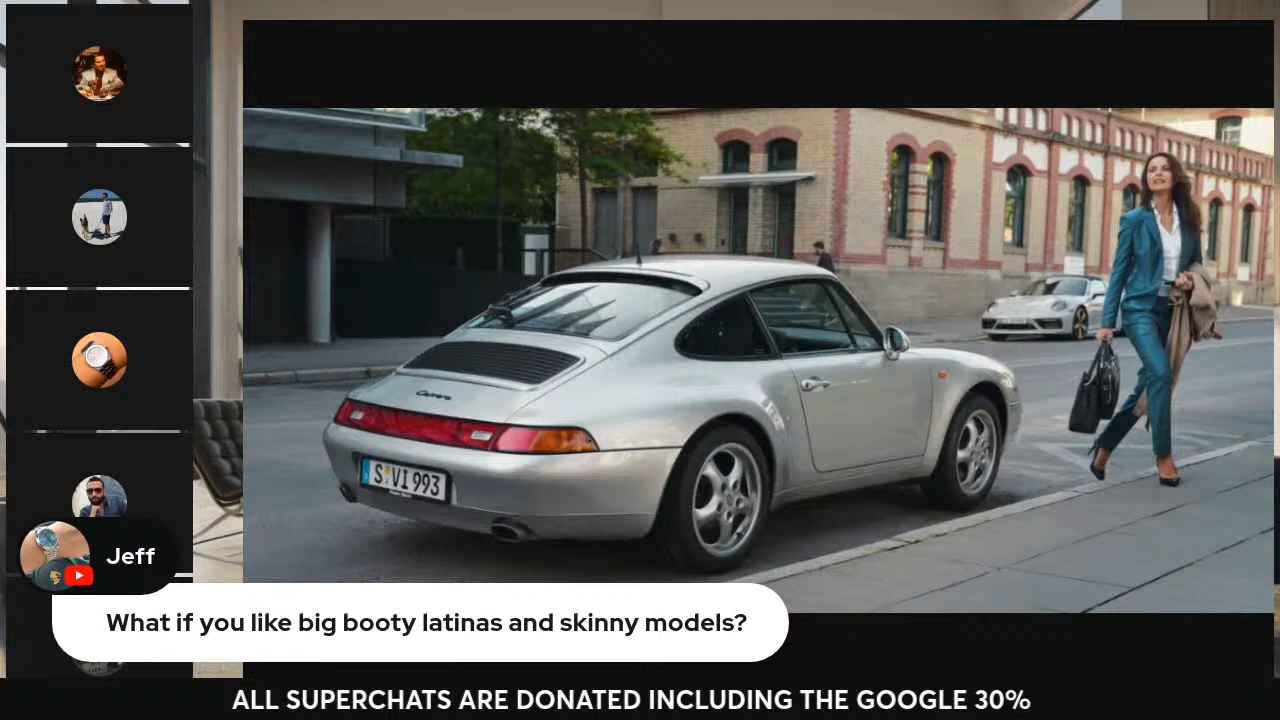 Carrera
S VI 993
Jeff
What if you like big booty latinas and skinny models?
ALL SUPERCHATS ARE DONATED INCLUDING THE GOOGLE 30%